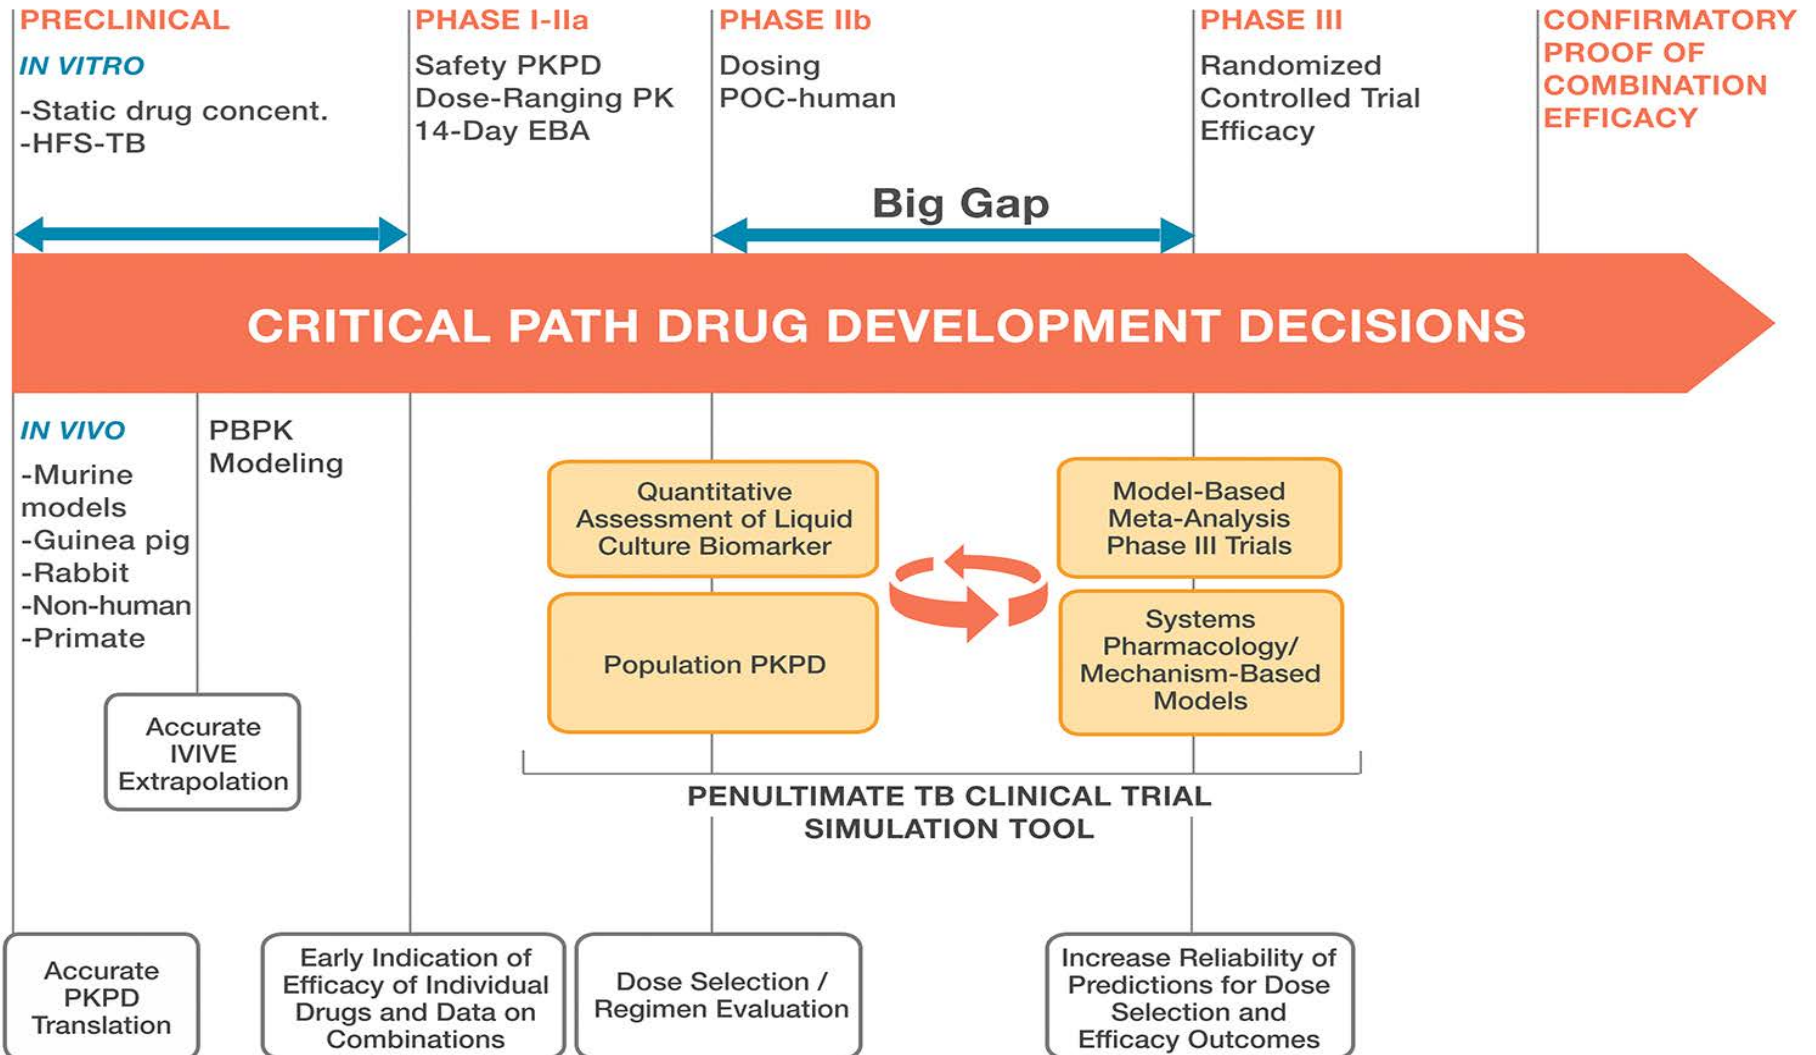 PRECLINICAL
IN VITRO
-Static drug concent.
-HFS-TB
PHASE I-IIa
Safety PKPD
Dose-Ranging PK
14-Day EBA
PHASE IIb
Dosing
POC-human
PHASE III
Randomized
Controlled Trial
Efficacy
CONFIRMATORY
PROOF OF
COMBINATION
EFFICACY
Big Gap
CRITICAL PATH DRUG DEVELOPMENT DECISIONS
IN VIVO
-Murine
models
-Guinea pig
-Rabbit
-Non-human
-Primate
PBPK
Modeling
Accurate
IVIVE
Extrapolation
Quantitative
Assessment of Liquid
Culture Biomarker
Population PKPD
Model-Based
Meta-Analysis
Phase III Trials
Systems
Pharmacology/
Mechanism-Based
Models
PENULTIMATE TB CLINICAL TRIAL
SIMULATION TOOL
Accurate
PKPD
Translation
Early Indication of
Efficacy of Individual
Drugs and Data on
Combinations
Dose Selection /
Regimen Evaluation
Increase Reliability of
Predictions for Dose
Selection and
Efficacy Outcomes